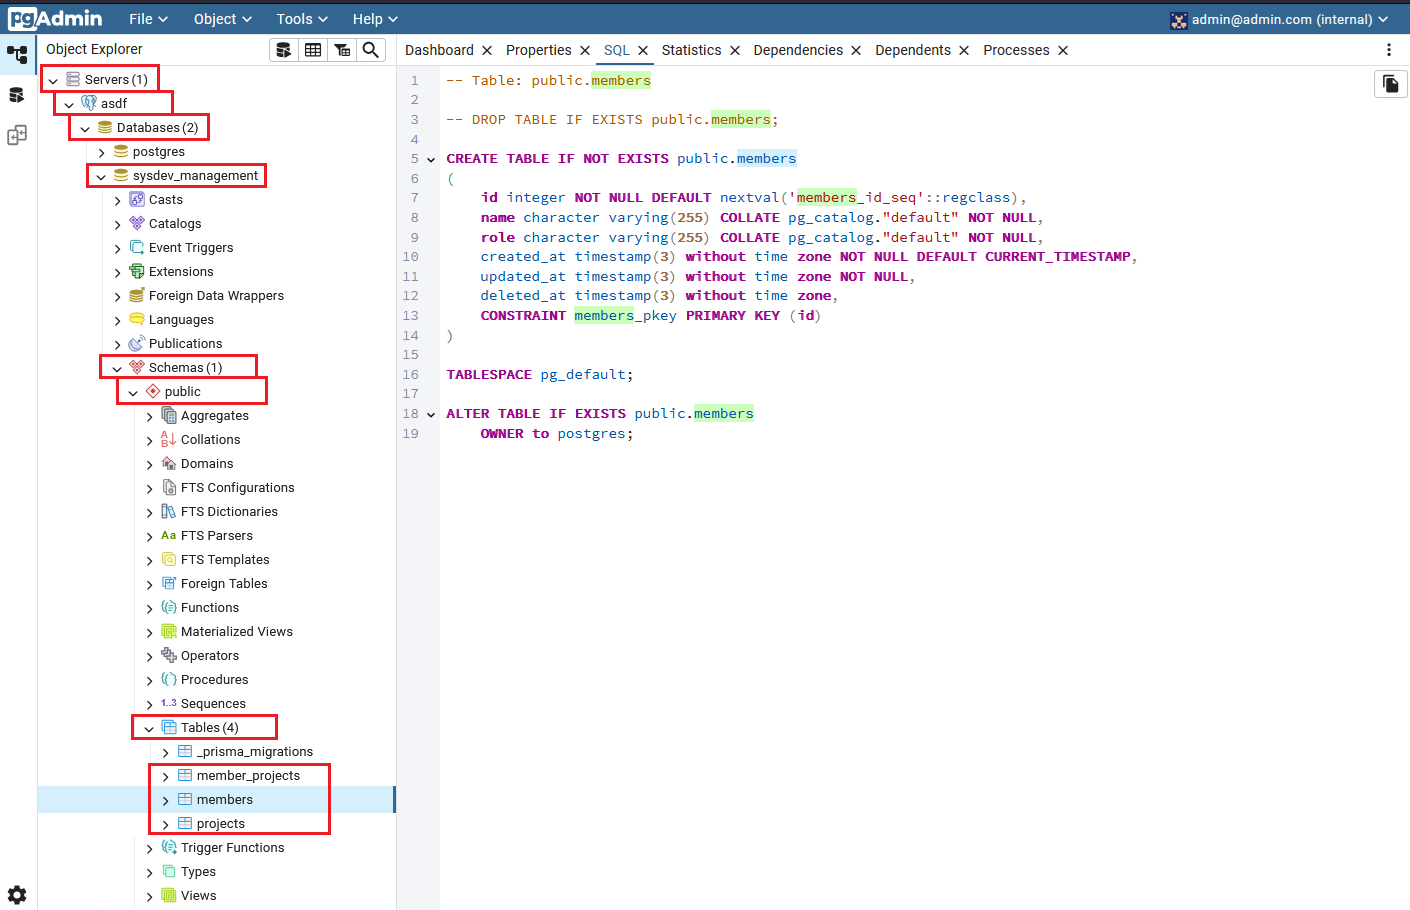 pgAdmin File Object Tools Help admin@admin.com (internal)
Object Explorer
Servers (1)
asdf
Databases (2)
postgres
sysdev_management
Casts
Catalogs
Event Triggers
Extensions
Foreign Data Wrappers
Languages
Publications
Schemas (1)
public
Aggregates
Collations
Domains
FTS Configurations
FTS Dictionaries
Aa FTS Parsers
FTS Templates
Foreign Tables
Functions
Materialized Views
Operators
Procedures
1..3 Sequences
Tables (4)
_prisma_migrations
member_projects
members
projects
Trigger Functions
Types
Views
Dashboard Properties SQL Statistics Dependencies Dependents Processes
1 -- Table: public.members
2
3 -- DROP TABLE IF EXISTS public.members;
4
5 CREATE TABLE IF NOT EXISTS public.members
6 (
7 id integer NOT NULL DEFAULT nextval('members_id_seq'::regclass),
8 name character varying(255) COLLATE pg_catalog."default" NOT NULL,
9 role character varying(255) COLLATE pg_catalog."default" NOT NULL,
10 created_at timestamp(3) without time zone NOT NULL DEFAULT CURRENT_TIMESTAMP,
11 updated_at timestamp(3) without time zone NOT NULL,
12 deleted_at timestamp(3) without time zone,
13 CONSTRAINT members_pkey PRIMARY KEY (id)
14 )
15
16 TABLESPACE pg_default;
17
18 ALTER TABLE IF EXISTS public.members
19 OWNER to postgres;